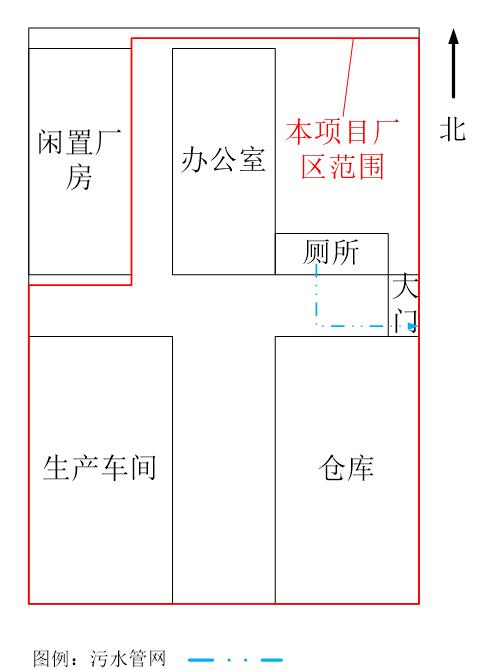 闲置厂
房
办公室
本项目厂
区范围
北
厕所
大
门
生产车间
仓库
图例：污水管网